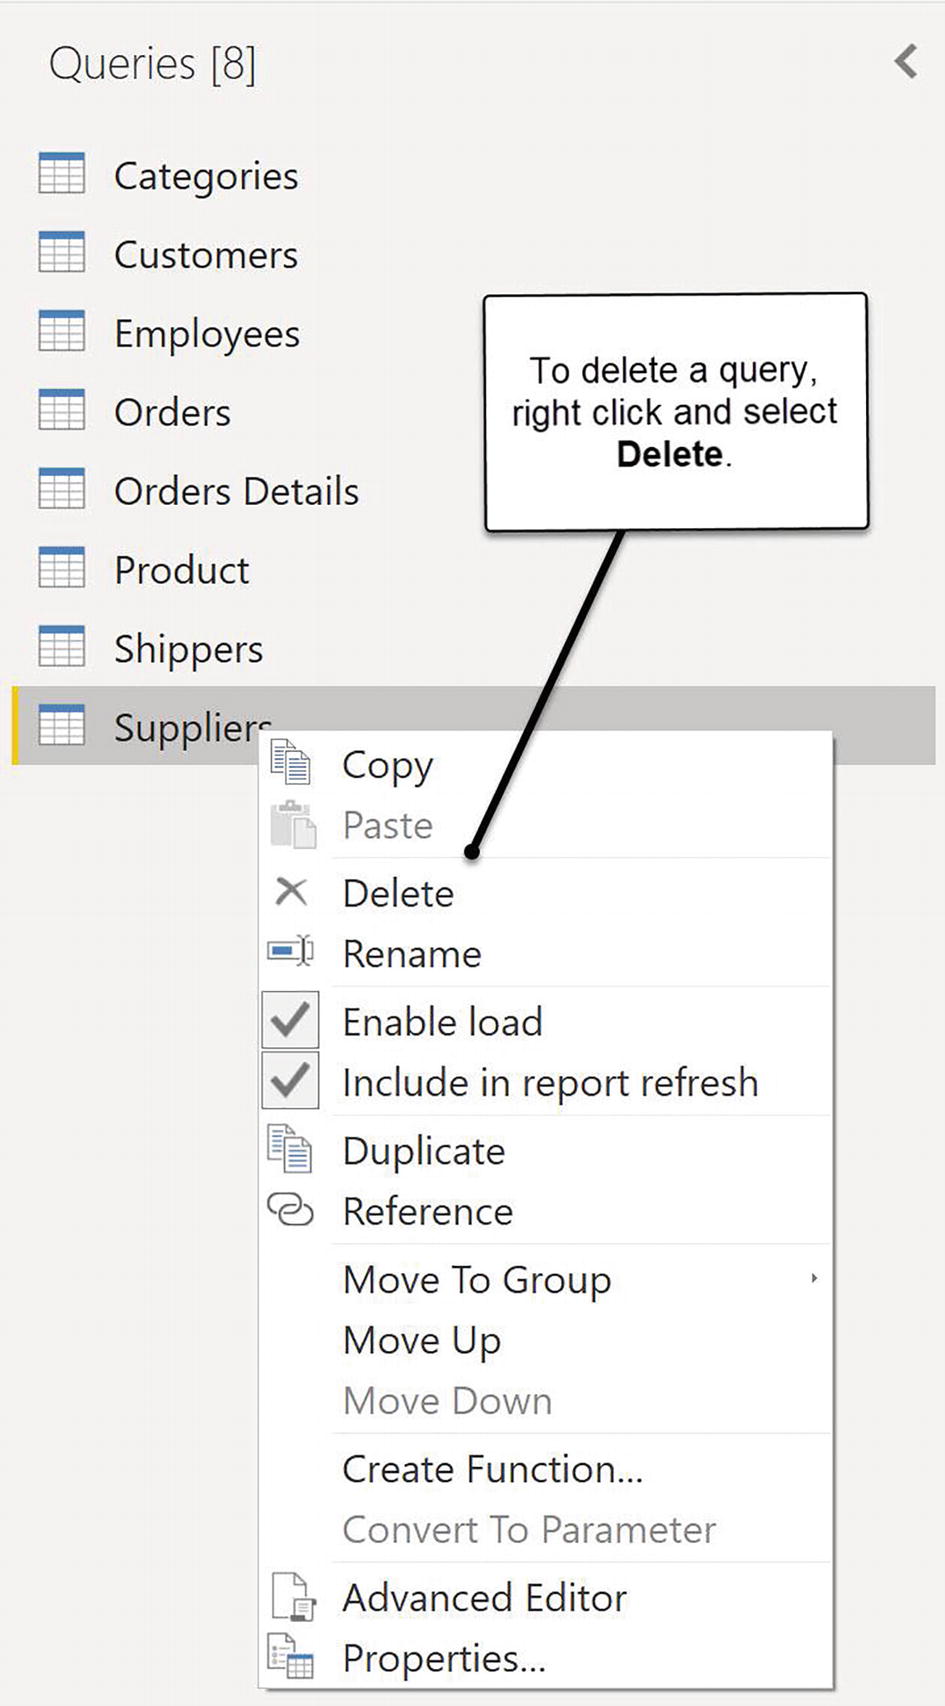 Queries [8]
Categories
Customers
Employees
Orders
Orders Details
Product
Shippers
Suppliers
To delete a query,
right click and select
Delete.
Copy
Paste
Delete
Rename
Enable load
Include in report refresh
Duplicate
Reference
Move To Group
Move Up
Move Down
Create Function...
Convert To Parameter
Advanced Editor
Properties...